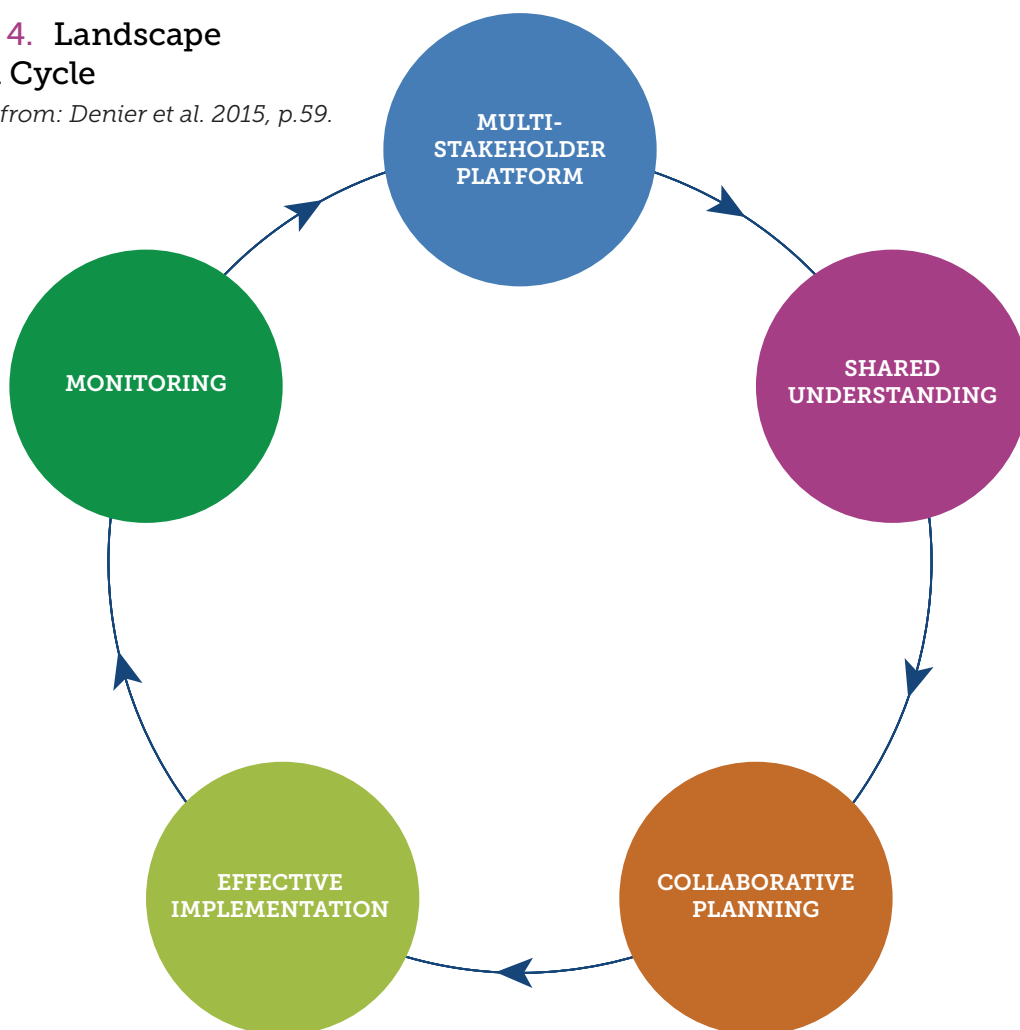 4. Landscape
Cycle
from: Denier et al. 2015, p.59.
MULTI-
STAKEHOLDER
PLATFORM
SHARED
UNDERSTANDING
COLLABORATIVE
PLANNING
EFFECTIVE
IMPLEMENTATION
MONITORING